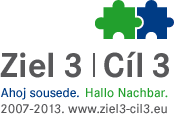 Ziel 3 | Cíl 3
Ahoj sousede. Hallo Nachbar.
2007-2013. www.ziel3-cil3.eu